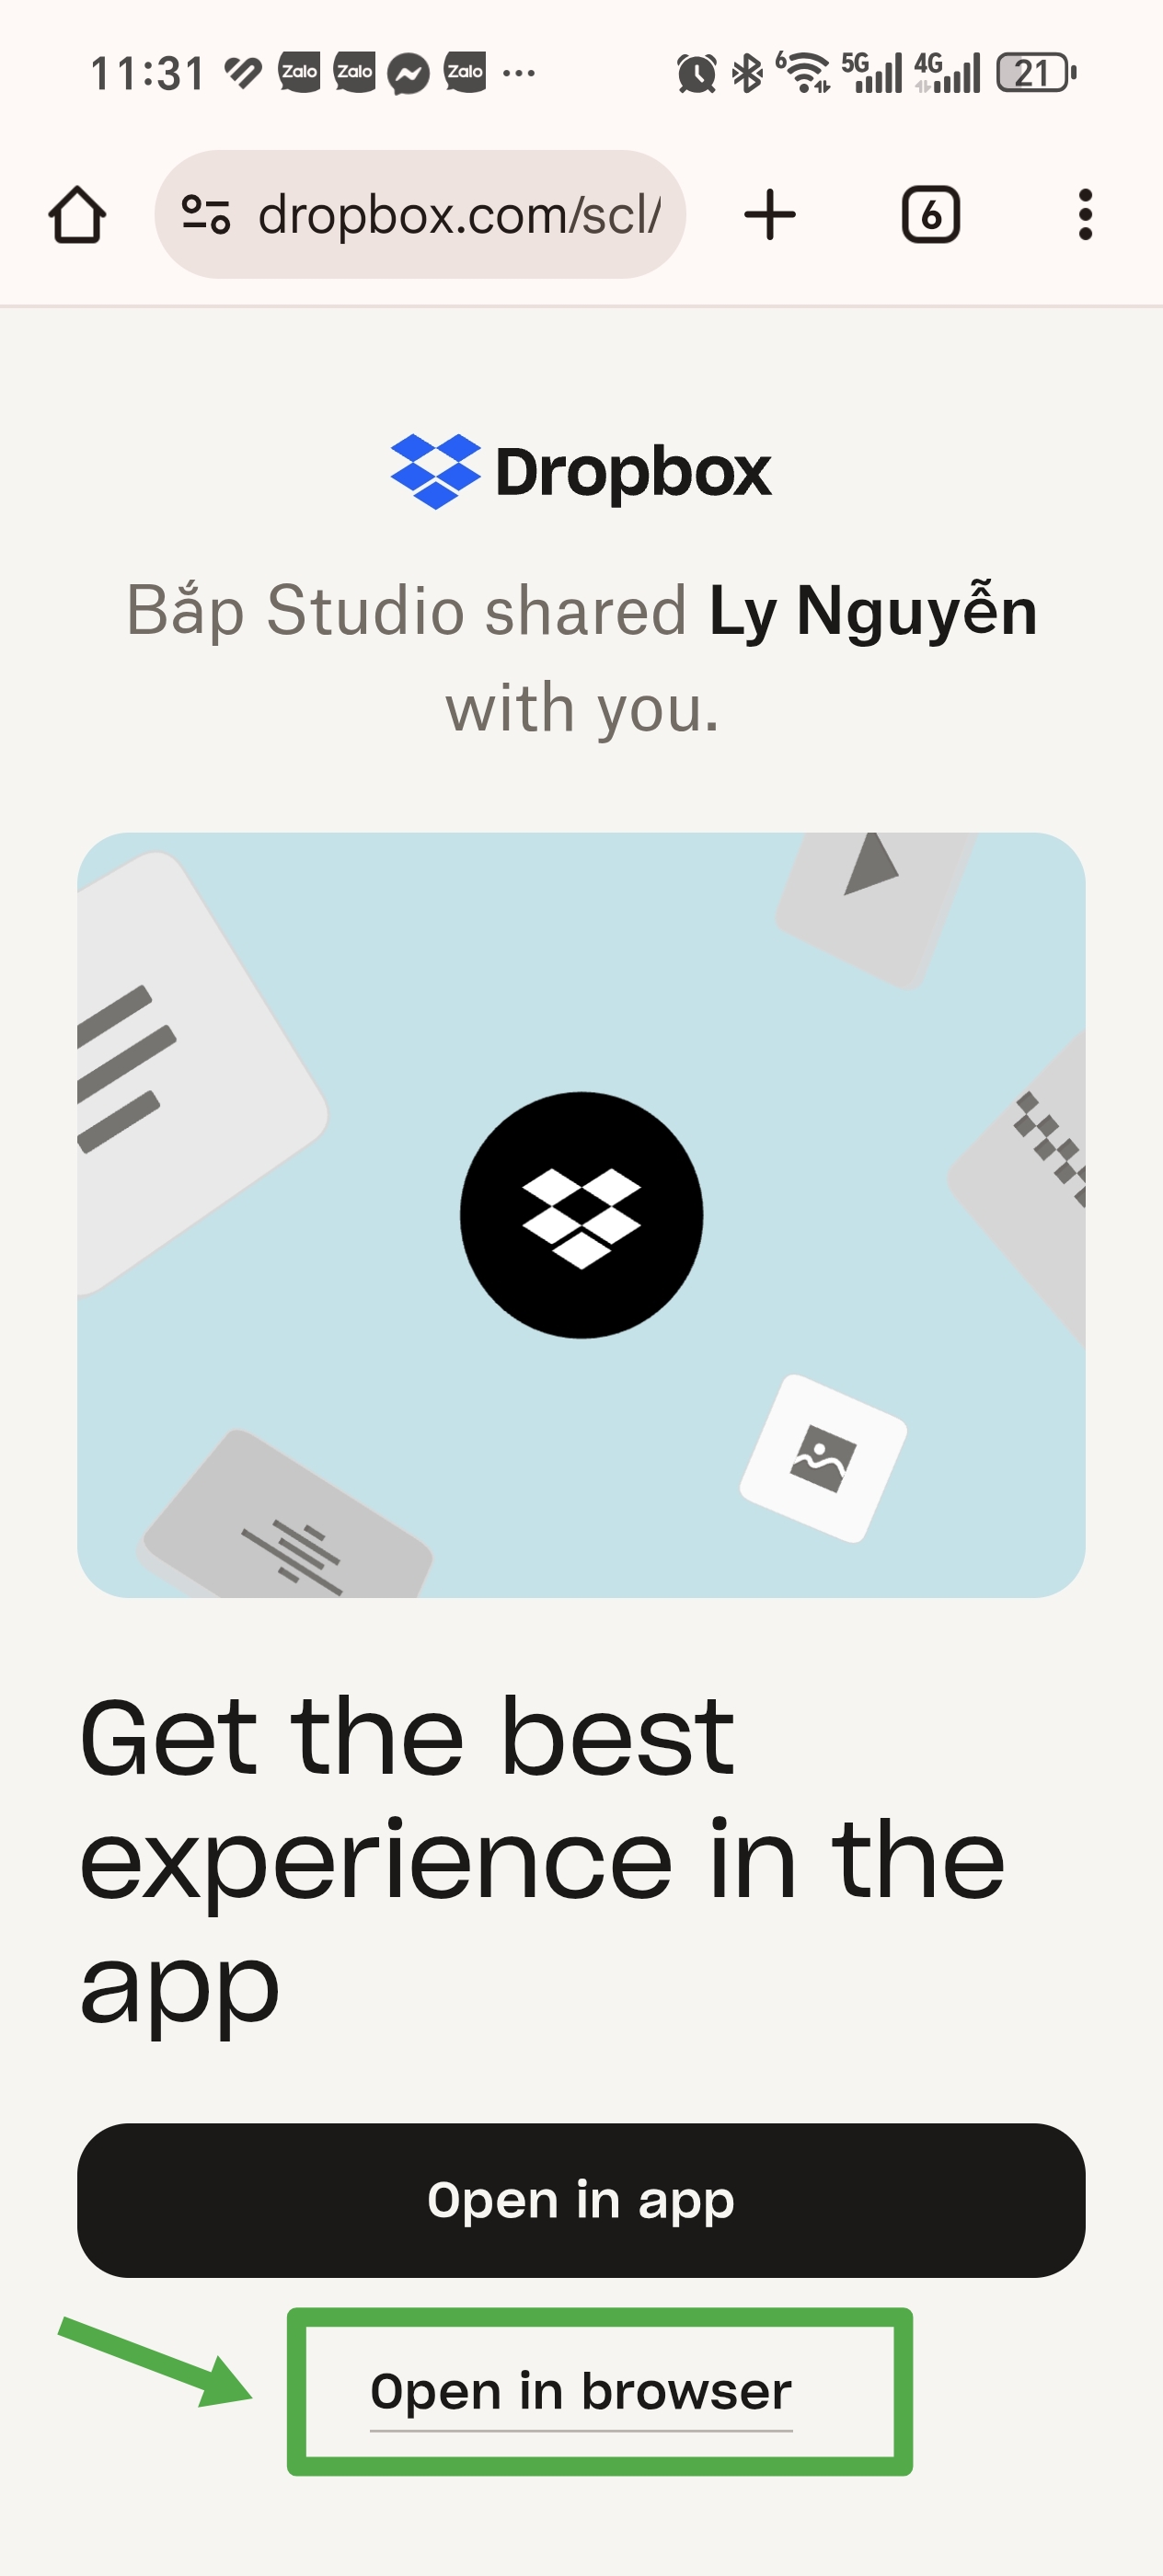 11:31 Zalo Zalo Zalo ... 6 5G 4G 21
dropbox.com/scl/ 6
Dropbox
Bắp Studio shared Ly Nguyễn
with you.
Get the best
experience in the
app
Open in app
Open in browser